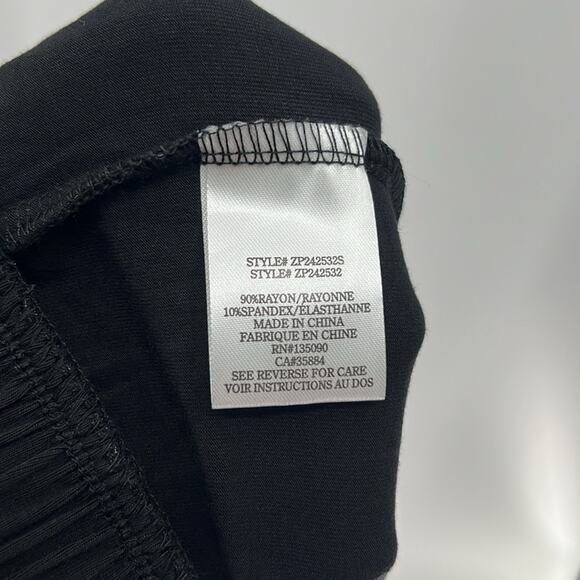 STYLE# ZP242532S
STYLE# ZP242532
90%RAYON/RAYONNE
10%SPANDEX/ÉLASTHANNE
MADE IN CHINA
FABRIQUE EN CHINE
RN#135090
CA#35884
SEE REVERSE FOR CARE
VOIR INSTRUCTIONS AU DOS